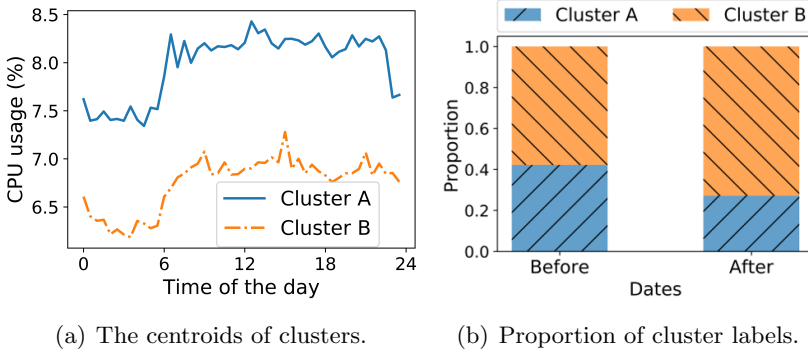 8.5
8.0
7.5
7.0
6.5
CPU usage (%)
Cluster A
Cluster B
0 6 12 18 24
Time of the day
(a) The centroids of clusters.
Cluster A Cluster B
1.0
0.8
0.6
0.4
0.2
0.0
Proportion
Before After
Dates
(b) Proportion of cluster labels.